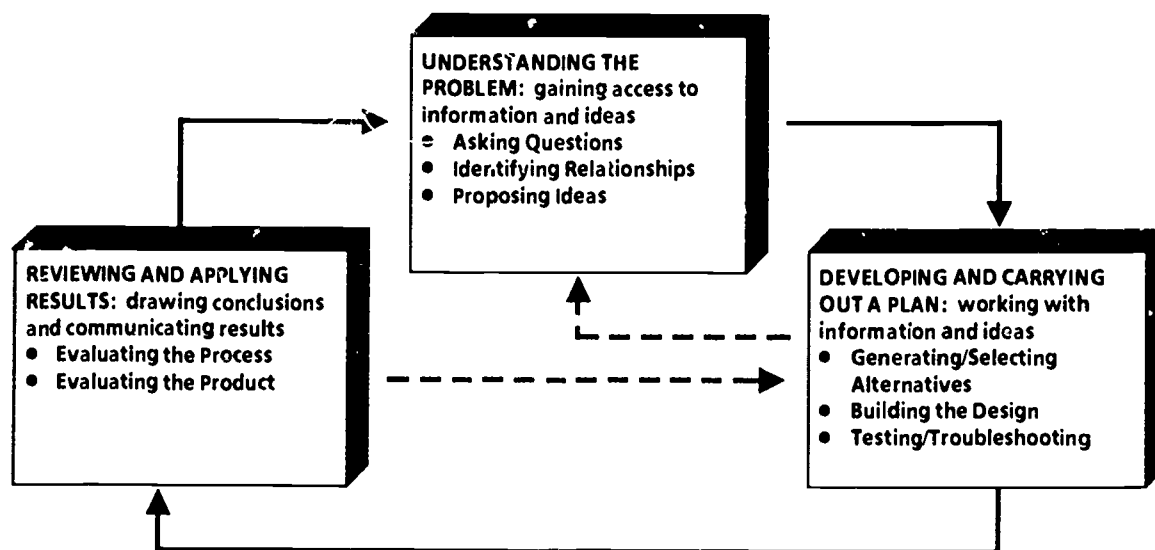 UNDERSTANDING THE
PROBLEM: gaining access to
information and ideas
● Asking Questions
● Identifying Relationships
● Proposing Ideas
REVIEWING AND APPLYING
RESULTS: drawing conclusions
and communicating results
● Evaluating the Process
● Evaluating the Product
DEVELOPING AND CARRYING
OUT A PLAN: working with
information and ideas
● Generating/Selecting
Alternatives
● Building the Design
● Testing/Troubleshooting